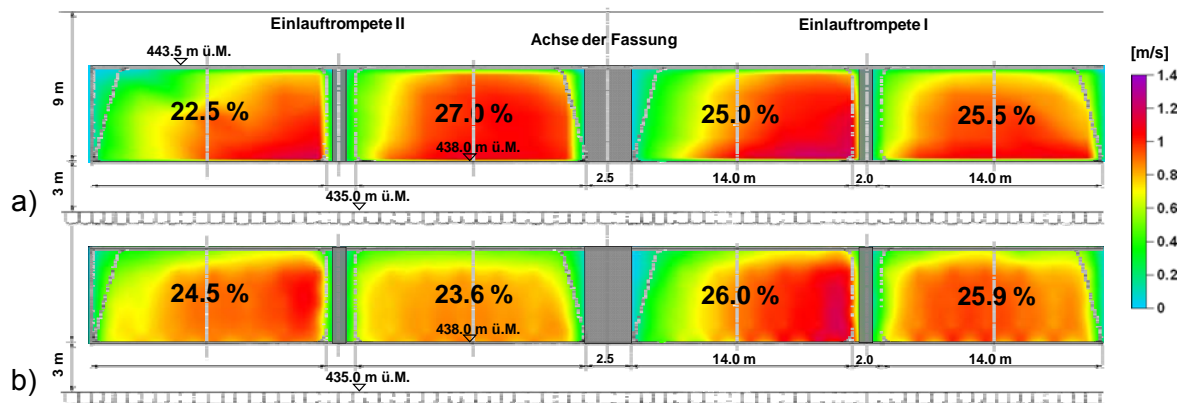 Einlauftrompete II Einlauftrompete I
Achse der Fassung
443.5 m ü.M.
[m/s]
9 m
1.4
1.2
1.0
0.8
0.6
0.4
0.2
0
22.5 % 27.0 % 25.0 % 25.5 %
438.0 m ü.M.
2.5 14.0 m 2.0 14.0 m
3 m
435.0 m ü.M.
a)
24.5 % 23.6 % 26.0 % 25.9 %
438.0 m ü.M.
2.5 14.0 m 2.0 14.0 m
3 m
435.0 m ü.M.
b)